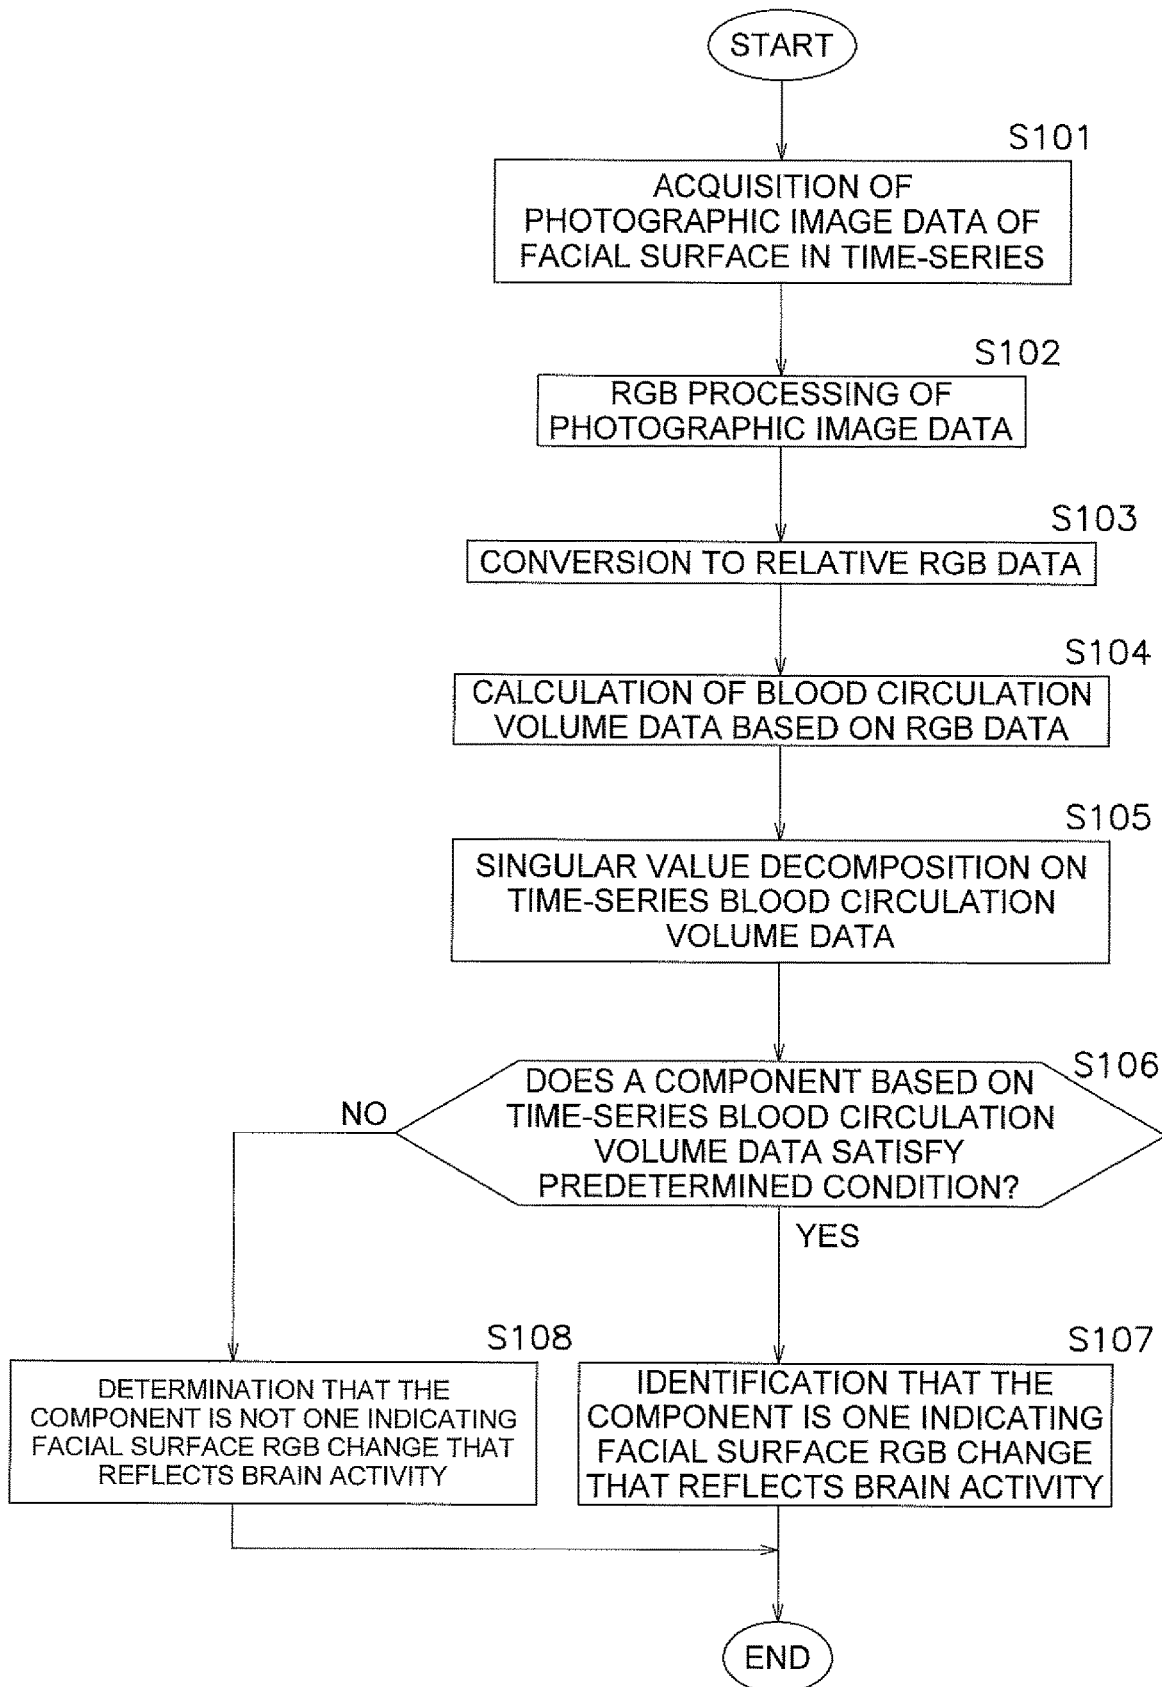 START
S101
ACQUISITION OF
PHOTOGRAPHIC IMAGE DATA OF
FACIAL SURFACE IN TIME-SERIES
S102
RGB PROCESSING OF
PHOTOGRAPHIC IMAGE DATA
S103
CONVERSION TO RELATIVE RGB DATA
S104
CALCULATION OF BLOOD CIRCULATION
VOLUME DATA BASED ON RGB DATA
S105
SINGULAR VALUE DECOMPOSITION ON
TIME-SERIES BLOOD CIRCULATION
VOLUME DATA
S106
DOES A COMPONENT BASED ON
TIME-SERIES BLOOD CIRCULATION
VOLUME DATA SATISFY
PREDETERMINED CONDITION?
NO
YES
S108
DETERMINATION THAT THE
COMPONENT IS NOT ONE INDICATING
FACIAL SURFACE RGB CHANGE THAT
REFLECTS BRAIN ACTIVITY
S107
IDENTIFICATION THAT THE
COMPONENT IS ONE INDICATING
FACIAL SURFACE RGB CHANGE
THAT REFLECTS BRAIN ACTIVITY
END